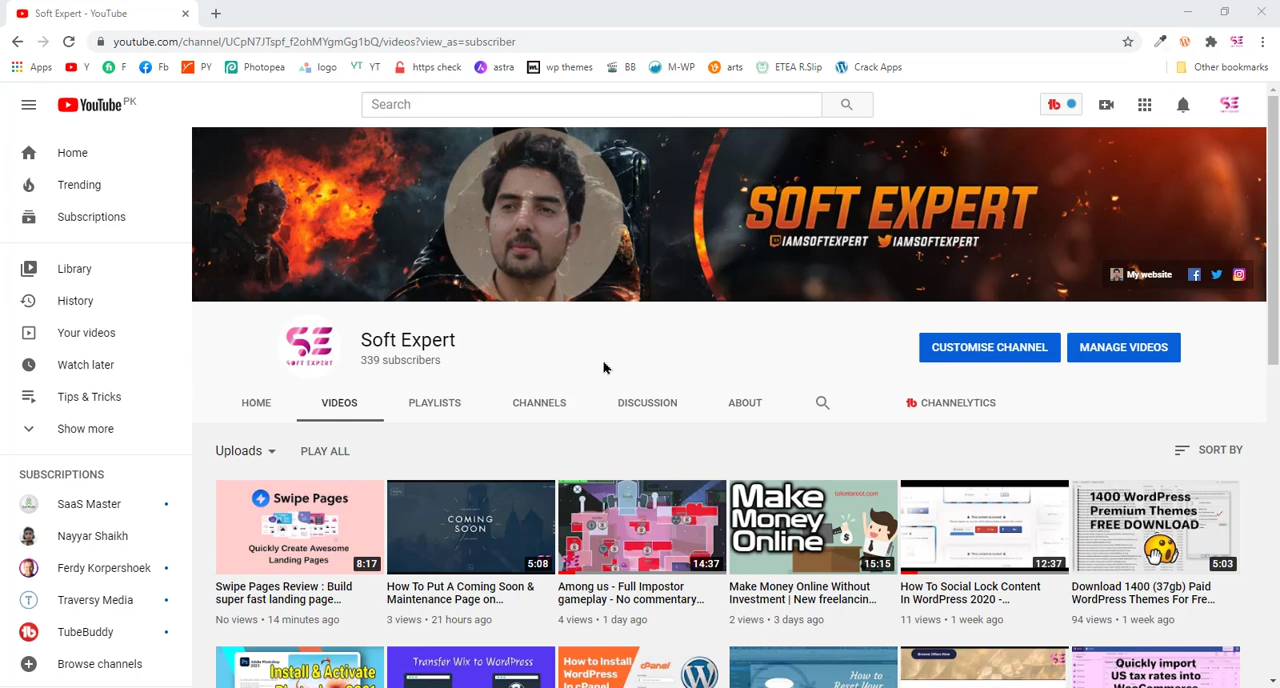 Soft Expert - YouTube
youtube.com/channel/UCpN7JTspf_f2ohMYgmGg1bQ/videos?view_as=subscriber
Apps Y F Fb PY Photopea logo YT YT https check astra wp themes BB M-WP arts ETEA R.Slip Crack Apps Other bookmarks
YouTube PK
Search
Home
Trending
Subscriptions
Library
History
Your videos
Watch later
Tips & Tricks
Show more
SUBSCRIPTIONS
SaaS Master
Nayyar Shaikh
Ferdy Korpershoek
Traversy Media
TubeBuddy
Browse channels
SOFT EXPERT
IAMSOFTEXPERT IAMSOFTEXPERT
My website
SE
SOFT EXPERT
Soft Expert
339 subscribers
CUSTOMISE CHANNEL MANAGE VIDEOS
HOME VIDEOS PLAYLISTS CHANNELS DISCUSSION ABOUT CHANNELYTICS
Uploads PLAY ALL SORT BY
Swipe Pages
Quickly Create Awesome
Landing Pages
8:17
Swipe Pages Review : Build
super fast landing page...
No views • 14 minutes ago
COMING
SOON
5:08
How To Put A Coming Soon &
Maintenance Page on...
3 views • 21 hours ago
14:37
Among us - Full Impostor
gameplay - No commentary...
4 views • 1 day ago
Make
Money
Online
15:15
Make Money Online Without
Investment | New freelancin...
2 views • 3 days ago
12:37
How To Social Lock Content
In WordPress 2020 -...
11 views • 1 week ago
1400 WordPress
Premium Themes
FREE DOWNLOAD
5:03
Download 1400 (37gb) Paid
WordPress Themes For Fre...
94 views • 1 week ago
Install & Activate
Transfer Wix to WordPress
How to Install
WordPress
cPanel
How to
Reset Your
Quickly import
US tax rates into